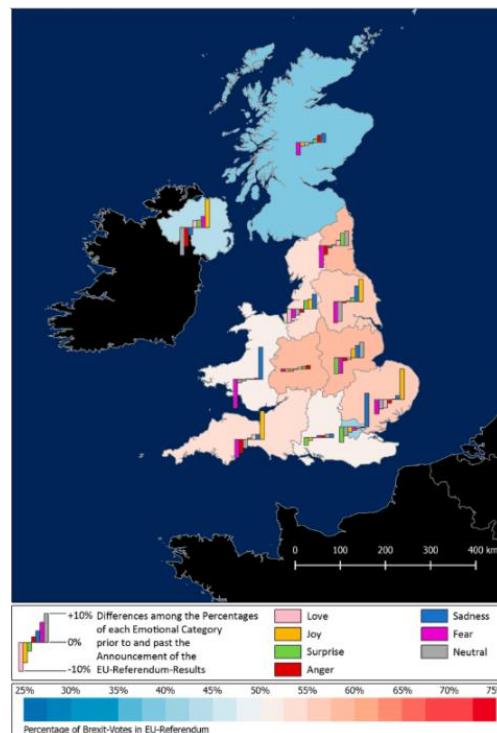 0 100 200 300 400 km
+10%
0%
-10%
Differences among the Percentages
of each Emotional Category
prior to and past the
Announcement of the
EU-Referendum-Results
Love
Joy
Surprise
Anger
Sadness
Fear
Neutral
25% 30% 35% 40% 45% 50% 55% 60% 65% 70% 75%
Percentage of Brexit-Votes in EU-Referendum